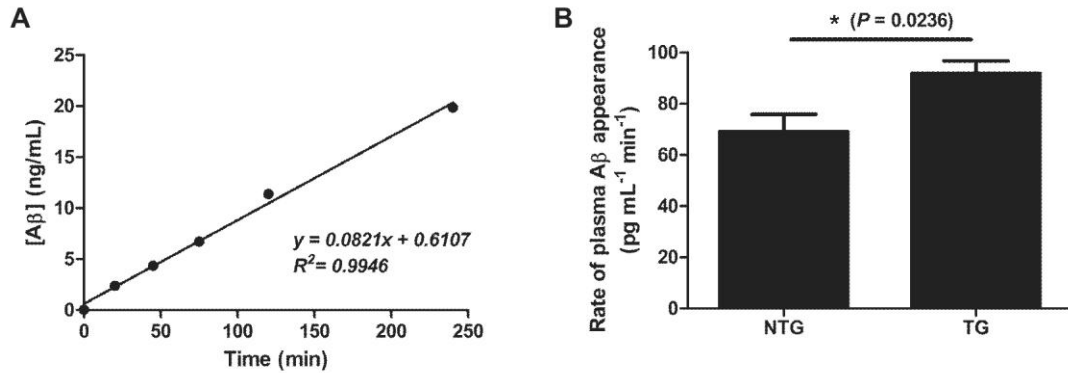 A
[Aβ] (ng/mL)
25
20
15
10
5
0
y = 0.0821x + 0.6107
R²= 0.9946
0 50 100 150 200 250
Time (min)
B
* (P = 0.0236)
Rate of plasma Aβ appearance
(pg mL⁻¹ min⁻¹)
100
80
60
40
20
0
NTG TG